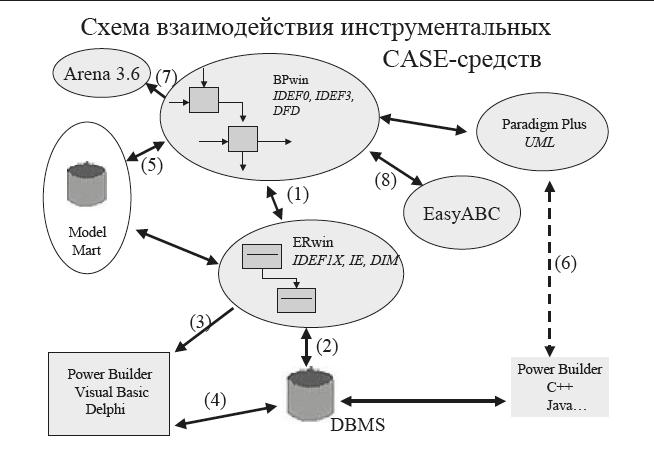 Схема взаимодействия инструментальных
CASE-средств
Arena 3.6
(7)
BPwin
IDEF0, IDEF3,
DFD
Paradigm Plus
UML
(5)
(8)
EasyABC
(1)
Model
Mart
ERwin
IDEF1X, IE, DIM
(6)
(3)
(2)
Power Builder
Visual Basic
Delphi
(4)
DBMS
Power Builder
C++
Java…